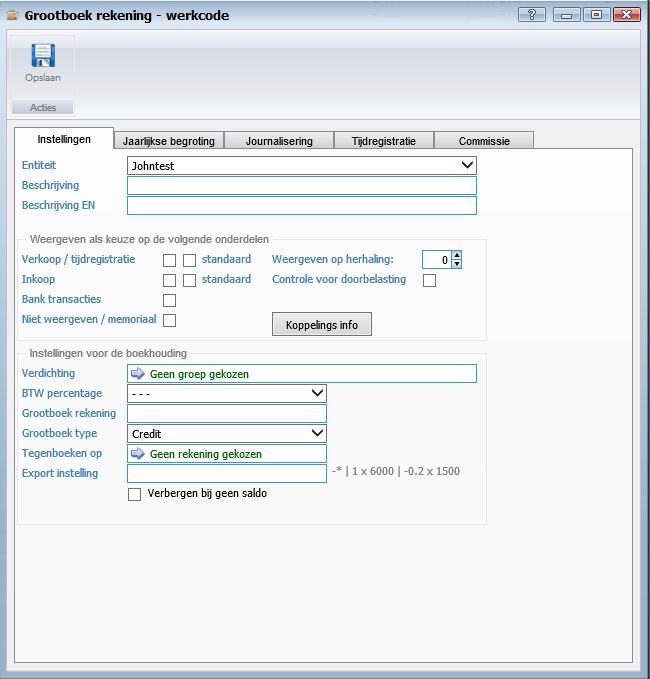 Grootboek rekening - werkcode
?
Opslaan
Acties
Instellingen
Jaarlijkse begroting
Journalisering
Tijdregistratie
Commissie
Entiteit
Johntest
Beschrijving
Beschrijving EN
Weergeven als keuze op de volgende onderdelen
Verkoop / tijdregistratie
standaard
Weergeven op herhaling:
0
Inkoop
standaard
Controle voor doorbelasting
Bank transacties
Niet weergeven / memoriaal
Koppelings info
Instellingen voor de boekhouding
Verdichting
Geen groep gekozen
BTW percentage
- - -
Grootboek rekening
Grootboek type
Credit
Tegenboeken op
Geen rekening gekozen
Export instelling
-* | 1 x 6000 | -0.2 x 1500
Verbergen bij geen saldo